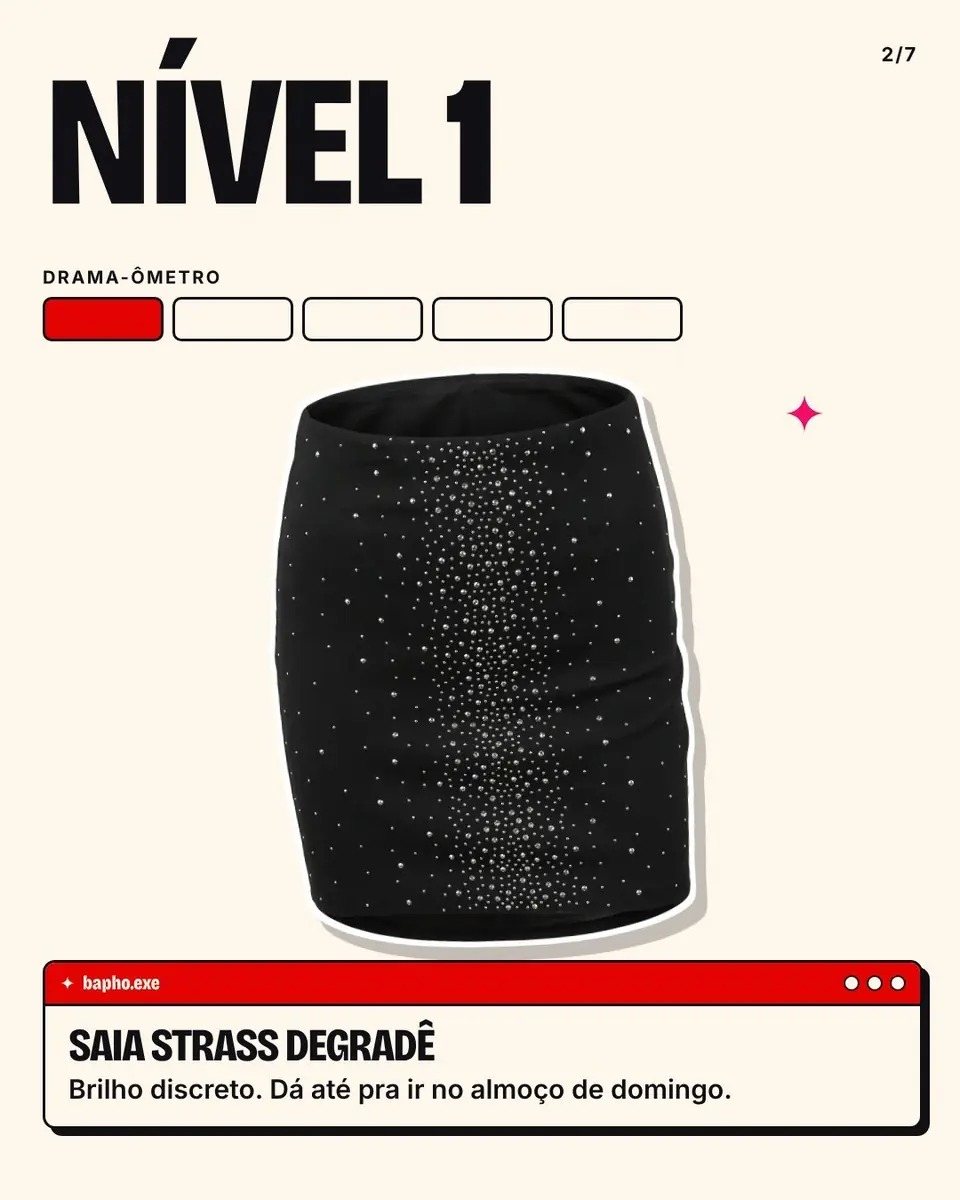 NÍVEL 1
2/7
DRAMA-ÔMETRO
bapho.exe
SAIA STRASS DEGRADÊ
Brilho discreto. Dá até pra ir no almoço de domingo.